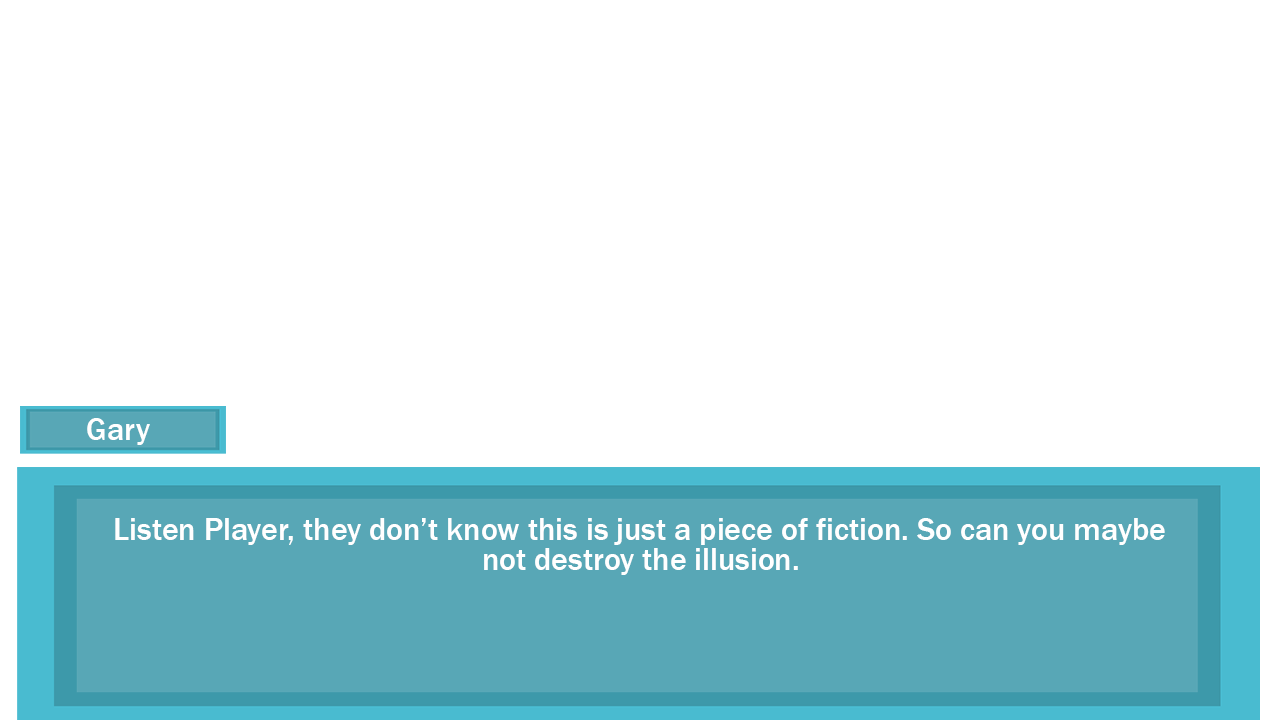 Gary
Listen Player, they don’t know this is just a piece of fiction. So can you maybe
not destroy the illusion.